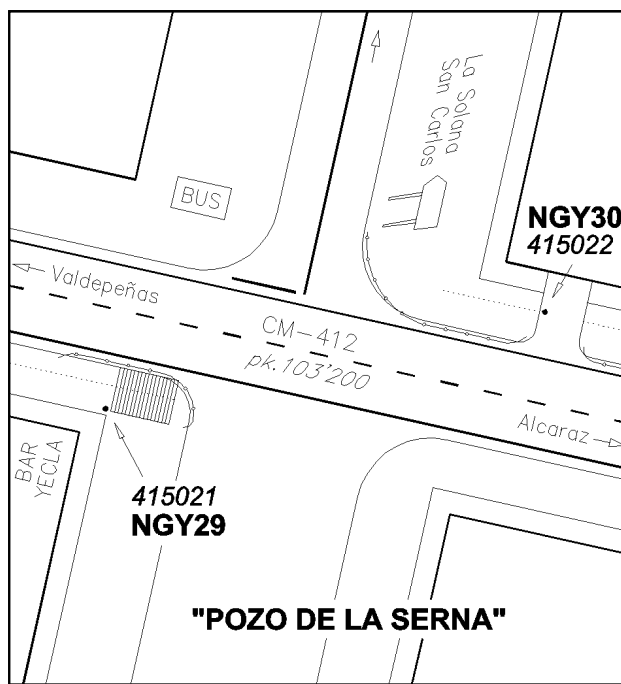 La Solana
San Carlos
BUS
NGY30
415022
Valdepeñas
CM-412
pk.103'200
Alcaraz
BAR
YECLA
415021
NGY29
"POZO DE LA SERNA"